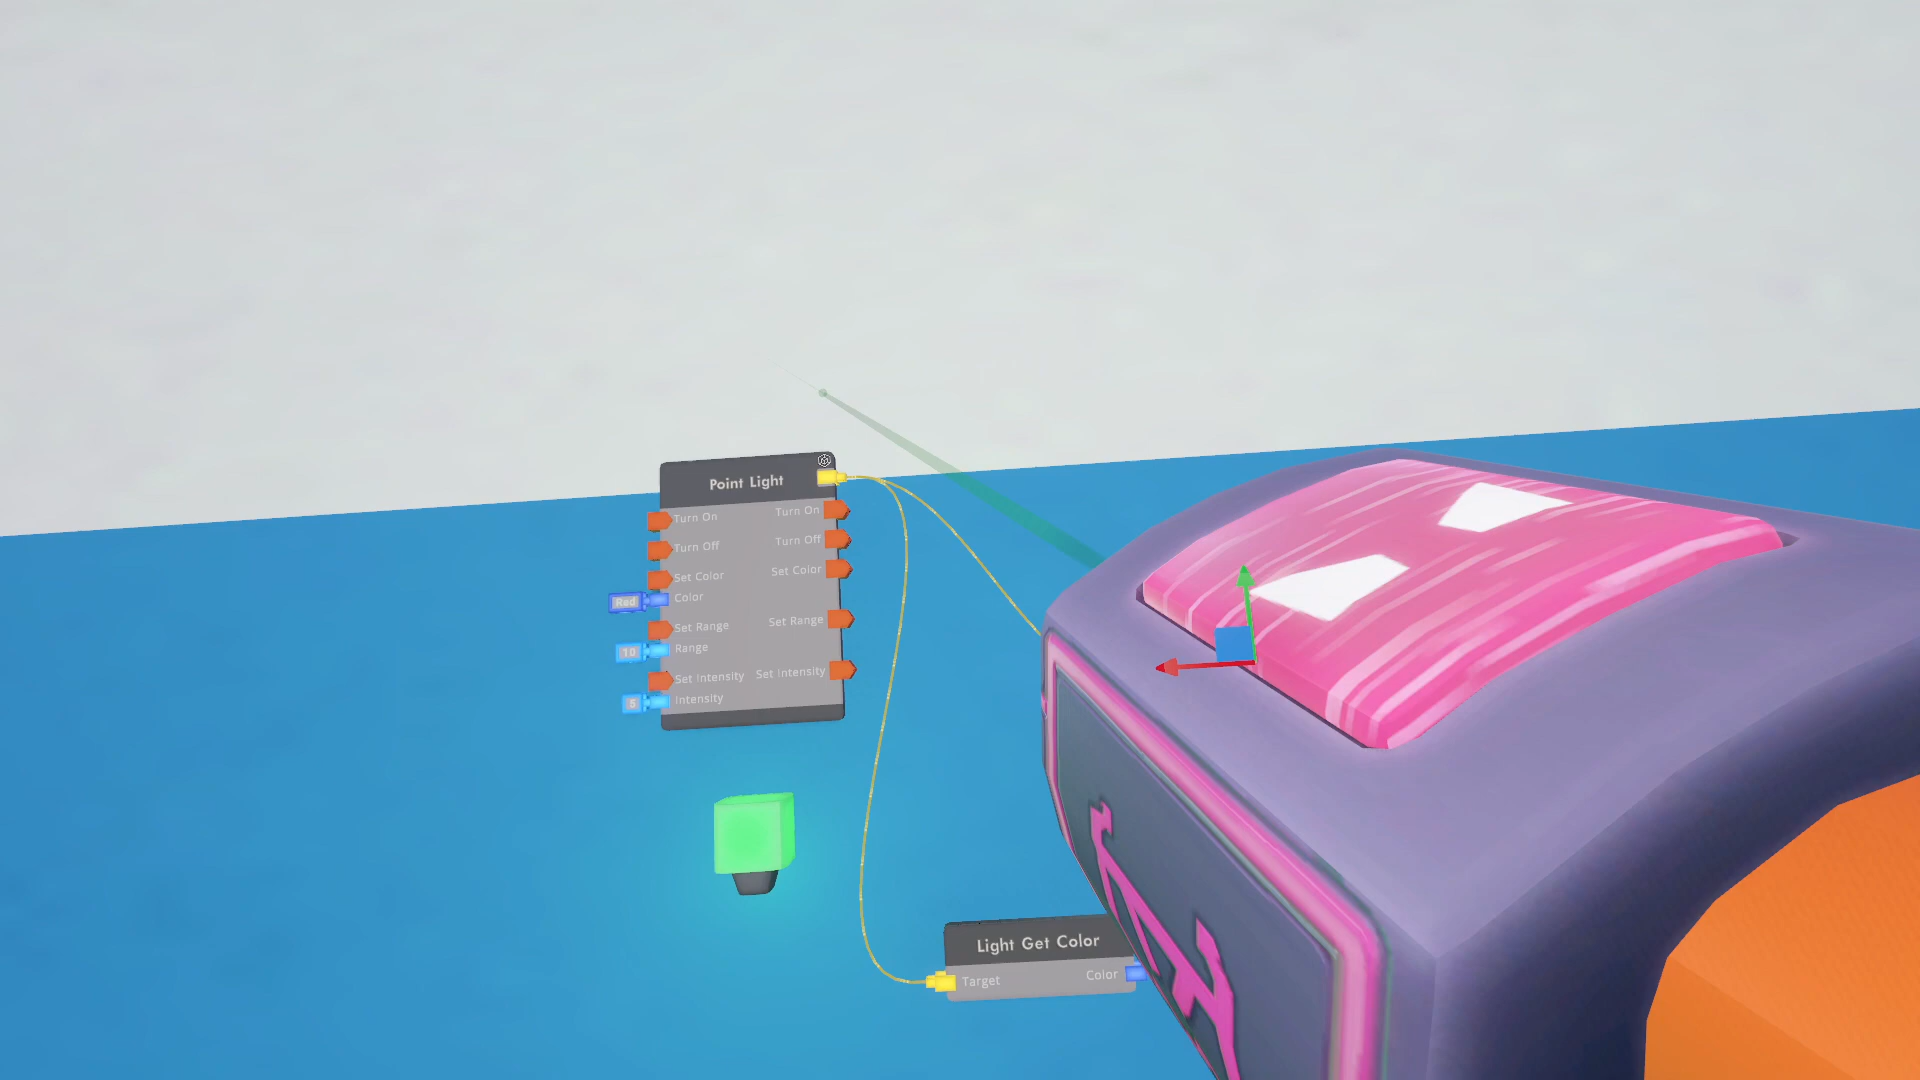 Point Light
Turn On Turn On
Turn Off Turn Off
Set Color Set Color
Red Color
Set Range Set Range
10 Range
Set Intensity Set Intensity
5 Intensity
Light Get Color
Target Color